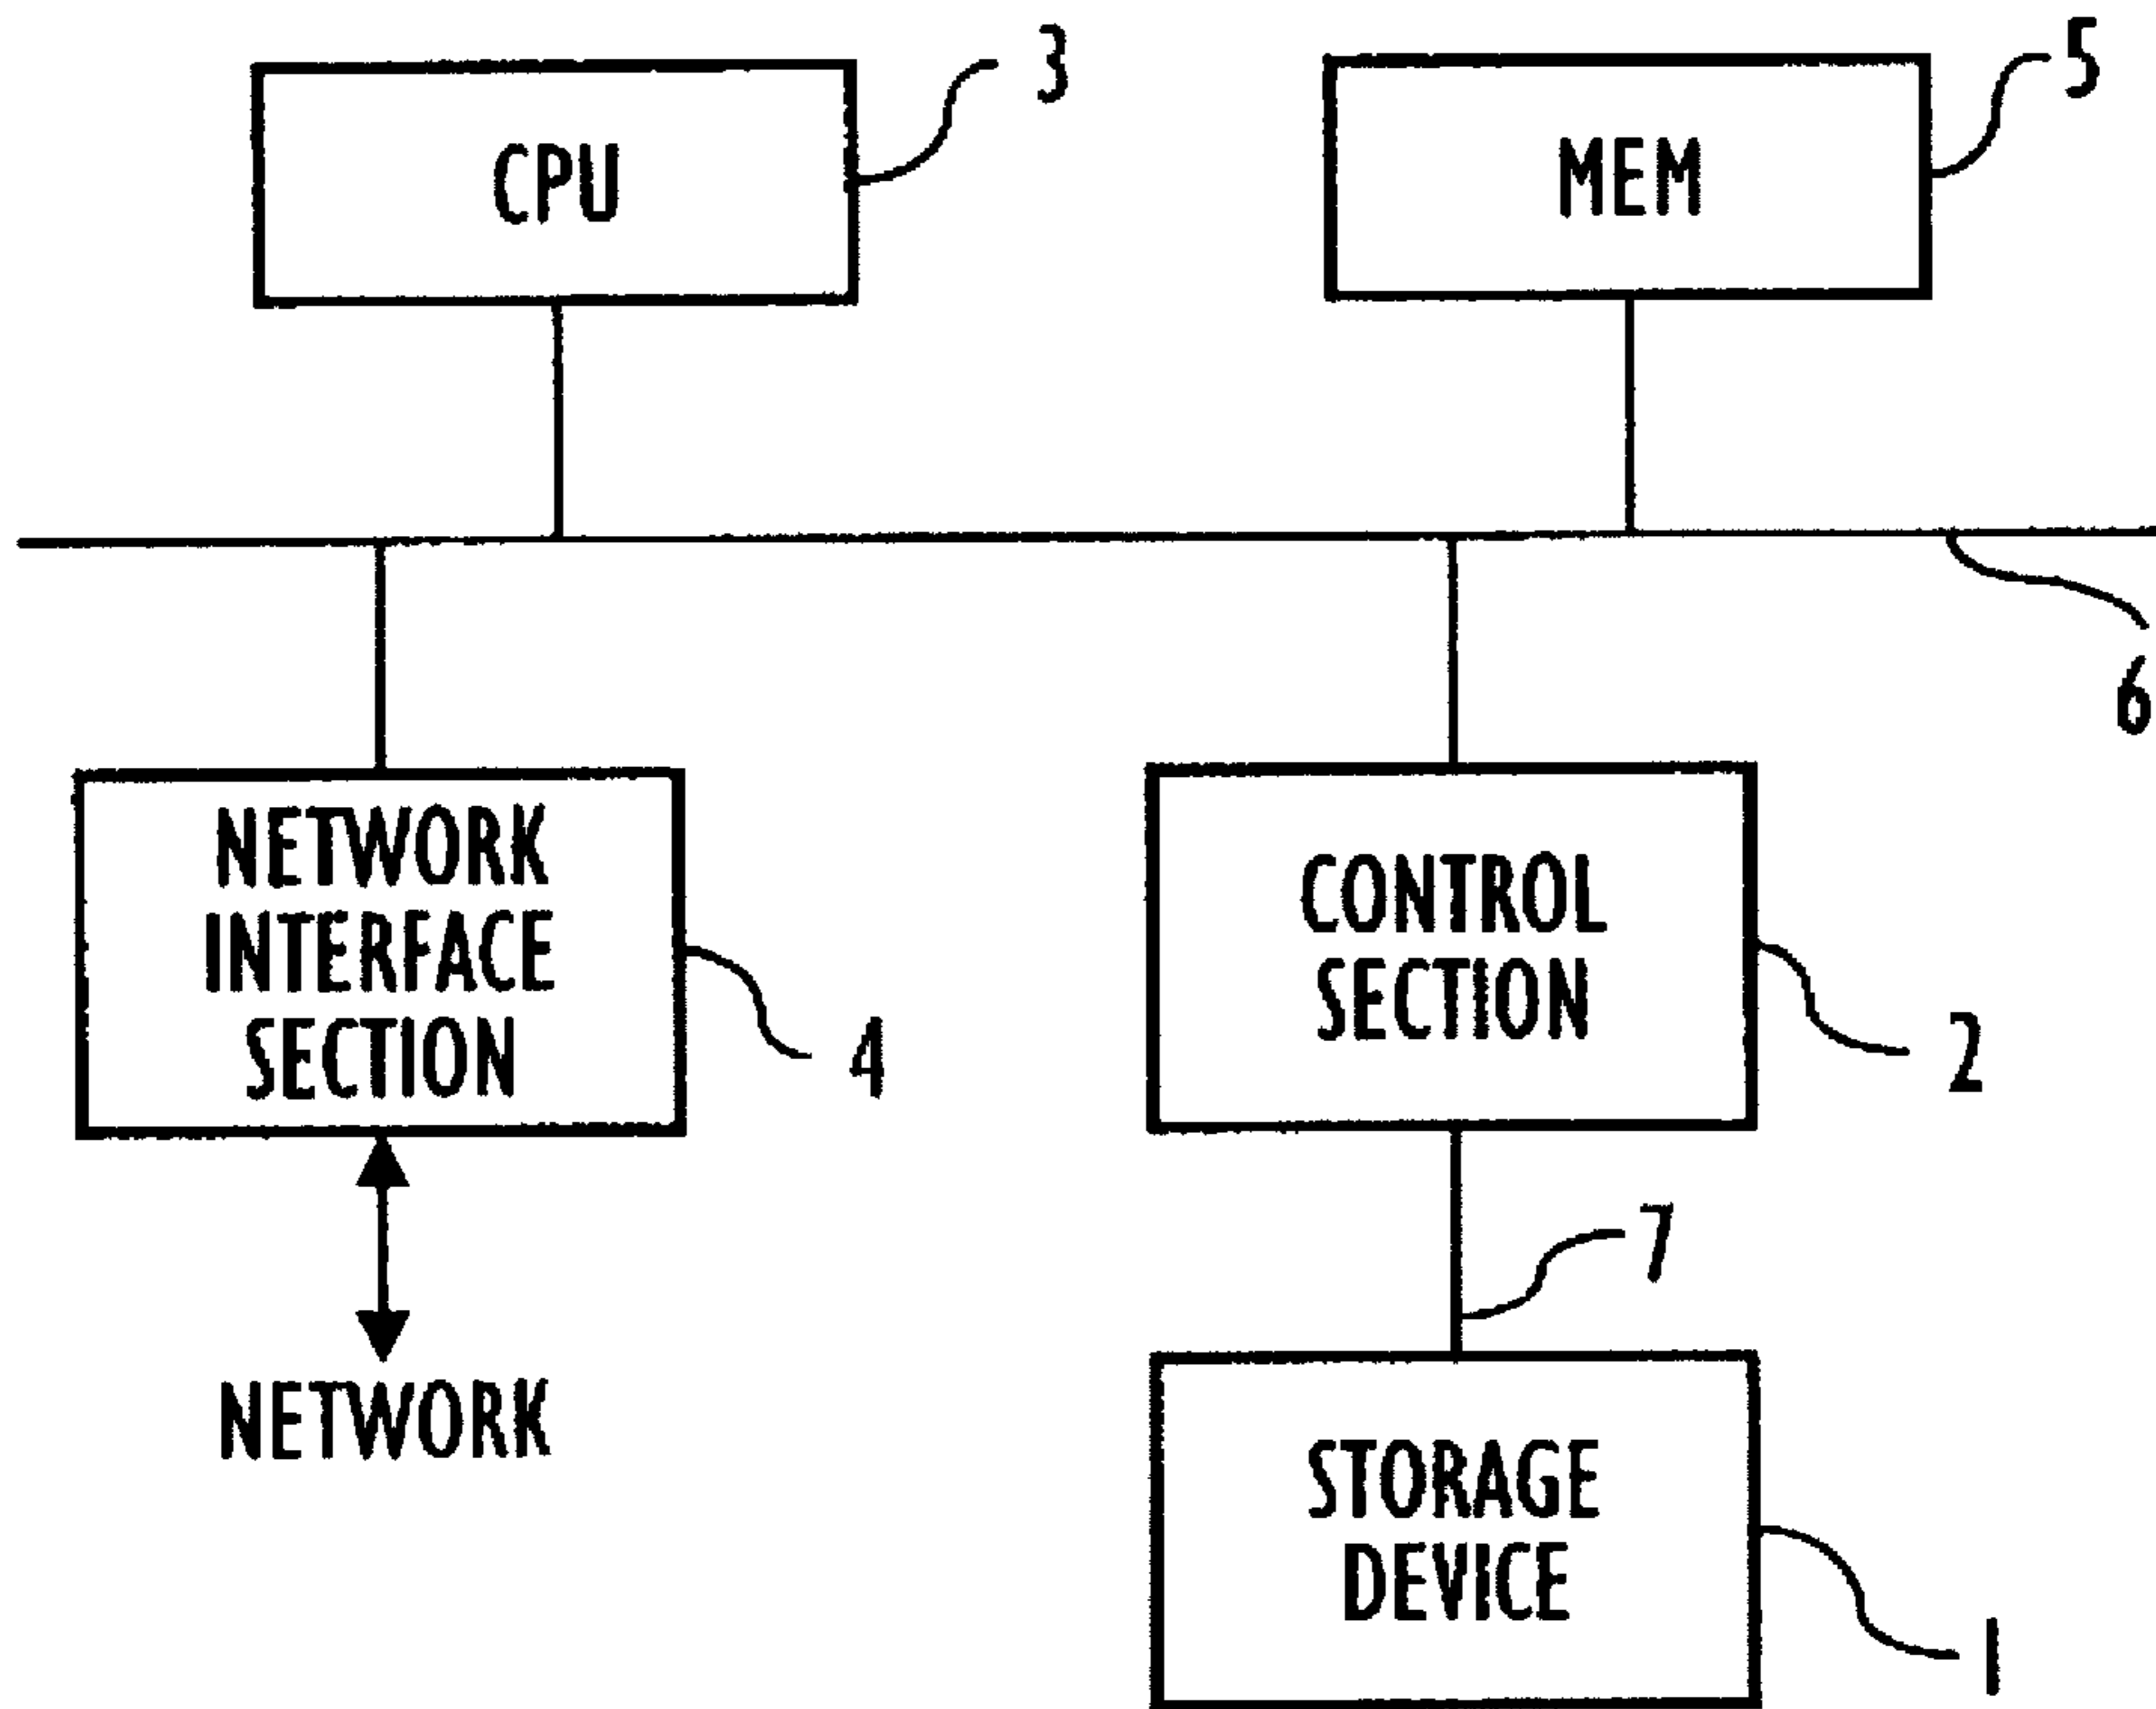 3
5
CPU
MEM
6
NETWORK
INTERFACE
SECTION
CONTROL
SECTION
4
2
7
NETWORK
STORAGE
DEVICE
1